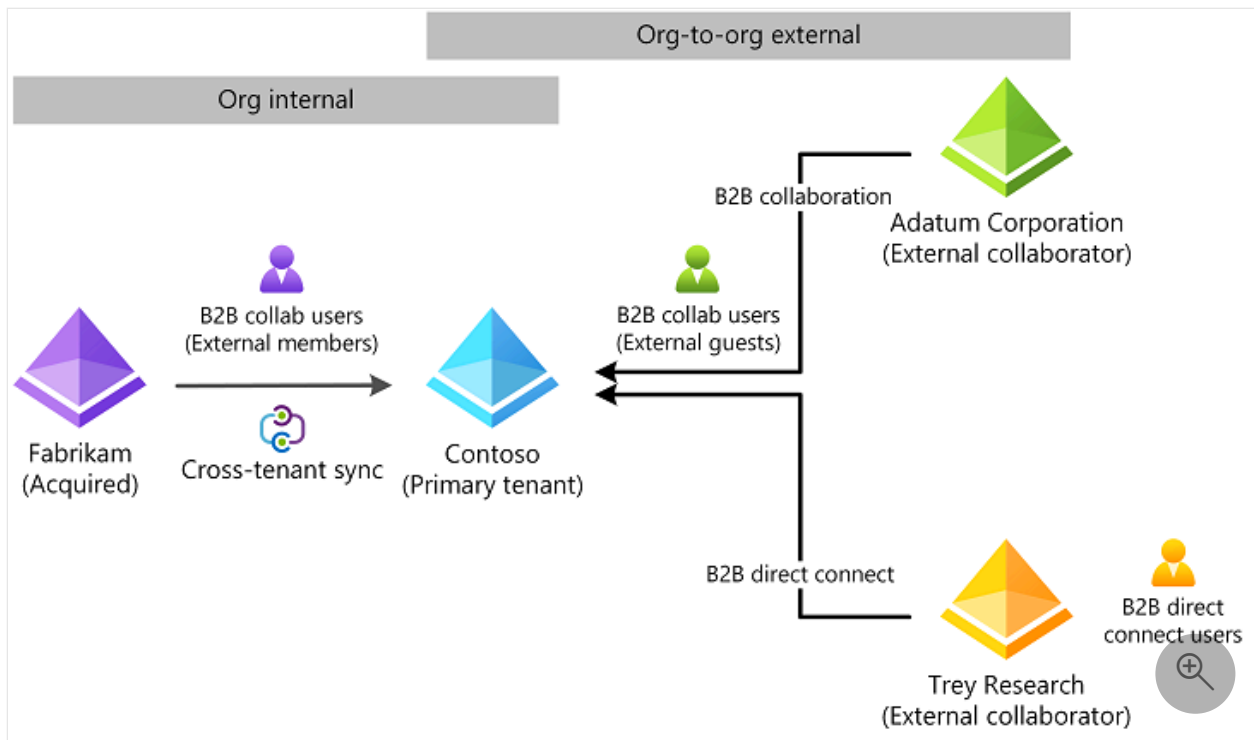 Org-to-org external
Org internal
B2B collaboration
Adatum Corporation
(External collaborator)
B2B collab users
(External members)
B2B collab users
(External guests)
Fabrikam
(Acquired)
Cross-tenant sync
Contoso
(Primary tenant)
B2B direct connect
B2B direct
connect users
Trey Research
(External collaborator)